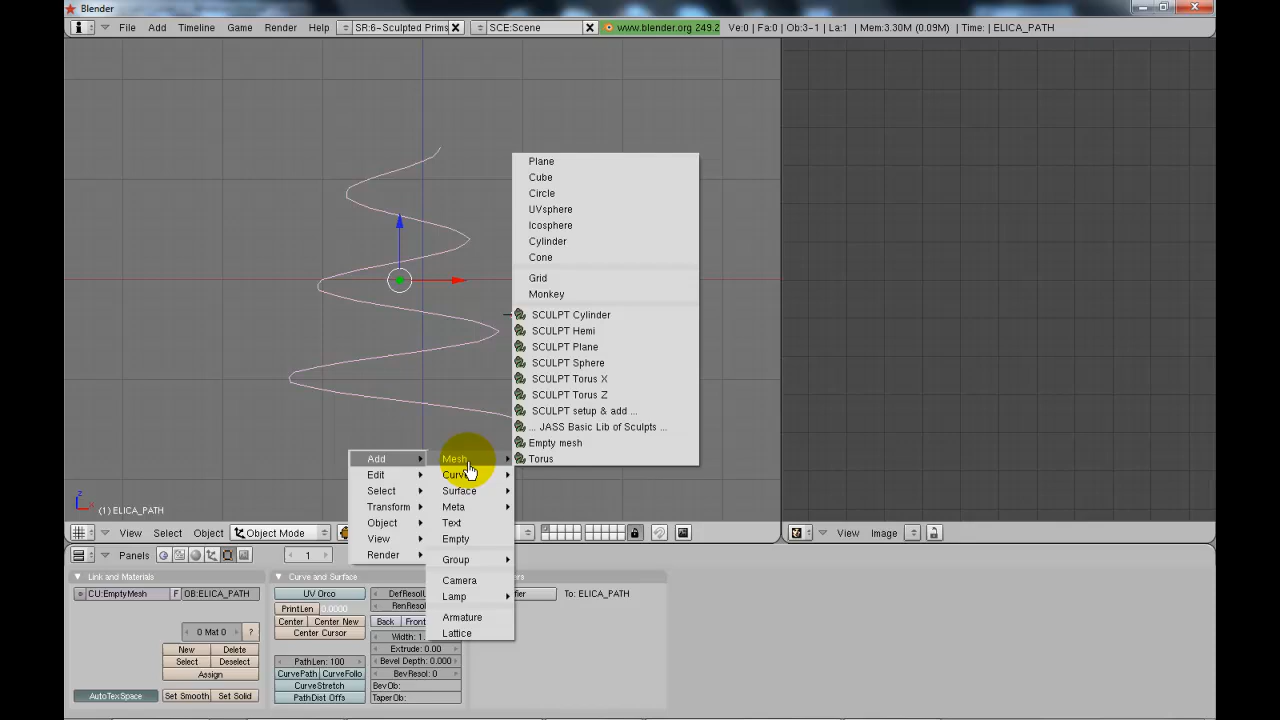 Blender
File Add Timeline Game Render Help SR:6-Sculpted Prims SCE:Scene www.blender.org 249.2 Ve:0 | Fa:0 | Ob:3-1 | La:1 | Mem:3.30M (0.09M) | Time: | ELICA_PATH
Plane
Cube
Circle
UVsphere
Icosphere
Cylinder
Cone
Grid
Monkey
SCULPT Cylinder
SCULPT Hemi
SCULPT Plane
SCULPT Sphere
SCULPT Torus X
SCULPT Torus Z
SCULPT setup & add ...
... JASS Basic Lib of Sculpts ...
Empty mesh
Torus
Add
Edit
Select
Transform
Object
View
Render
Mesh
Curve
Surface
Meta
Text
Empty
Group
Camera
Lamp
Armature
Lattice
z
x
(1) ELICA_PATH
View Select Object Object Mode
View Image
Panels 1
Link and Materials
CU:EmptyMesh F OB:ELICA_PATH
0 Mat 0 ?
New Delete
Select Deselect
Assign
AutoTexSpace Set Smooth Set Solid
Curve and Surface
UV Orco
PrintLen 0.0000
Center Center New
Center Cursor
PathLen: 100
CurvePath CurveFollo
CurveStretch
PathDist Offs
DefResolU
RenResol
Back Front
Width: 1.
Extrude: 0.00
Bevel Depth: 0.000
BevResol: 0
BevOb:
TaperOb:
To: ELICA_PATH